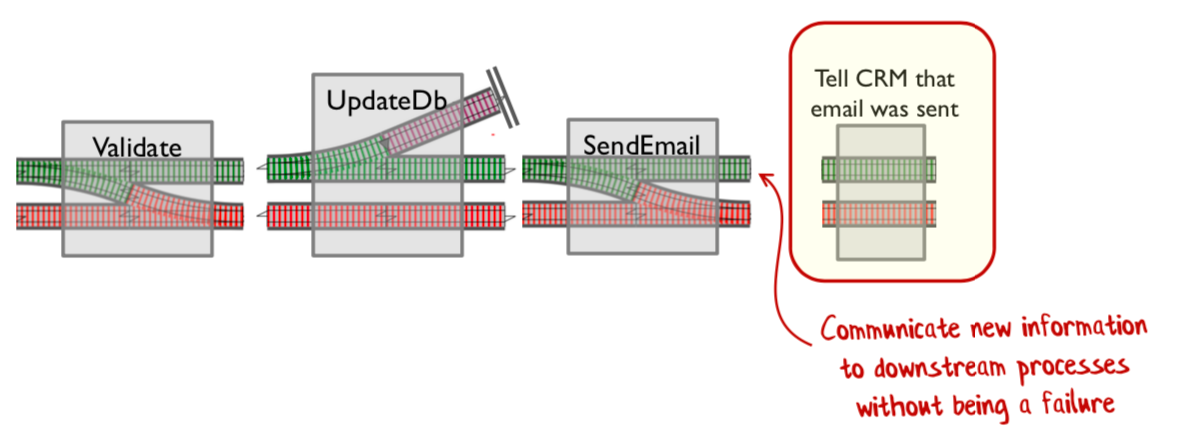 Validate
UpdateDb
SendEmail
Tell CRM that
email was sent
Communicate new information
to downstream processes
without being a failure